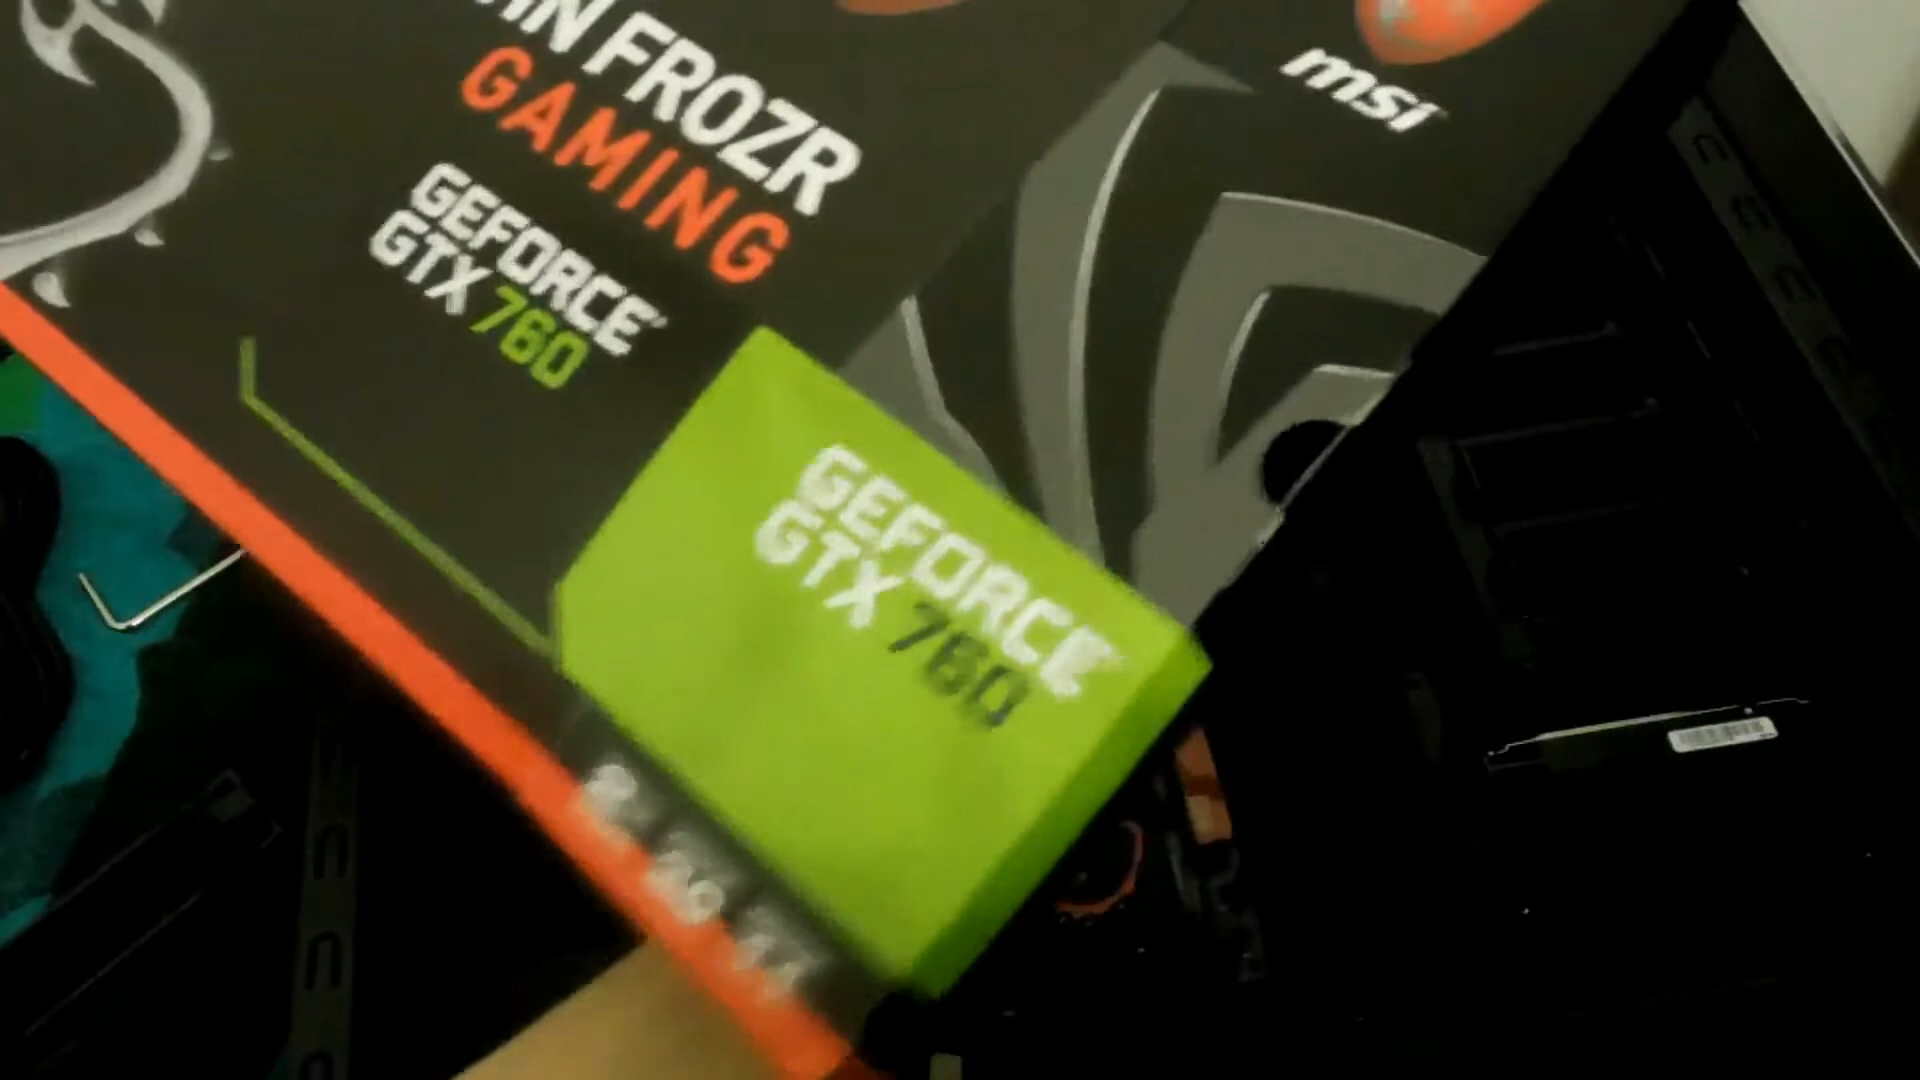 FROZR
GAMING
GEFORCE
GTX 760
msi
GEFORCE
GTX 760